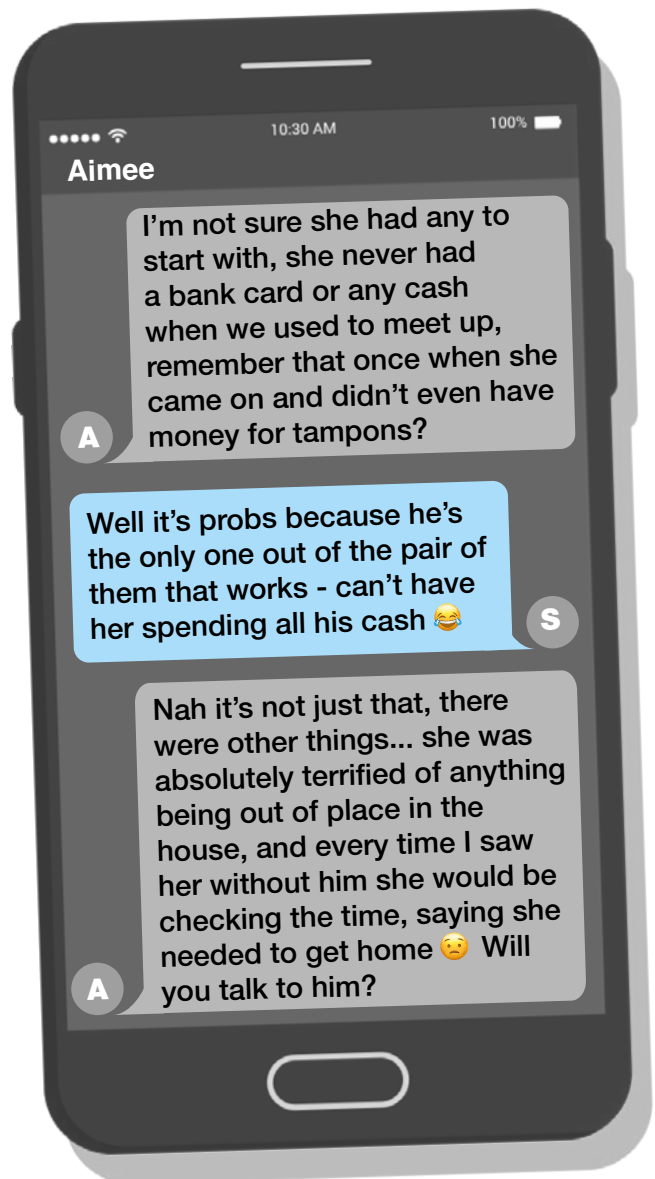 10:30 AM
100%
Aimee
I’m not sure she had any to
start with, she never had
a bank card or any cash
when we used to meet up,
remember that once when she
came on and didn’t even have
money for tampons?
A
Well it’s probs because he’s
the only one out of the pair of
them that works - can’t have
her spending all his cash 😂
S
Nah it’s not just that, there
were other things... she was
absolutely terrified of anything
being out of place in the
house, and every time I saw
her without him she would be
checking the time, saying she
needed to get home 😟 Will
you talk to him?
A